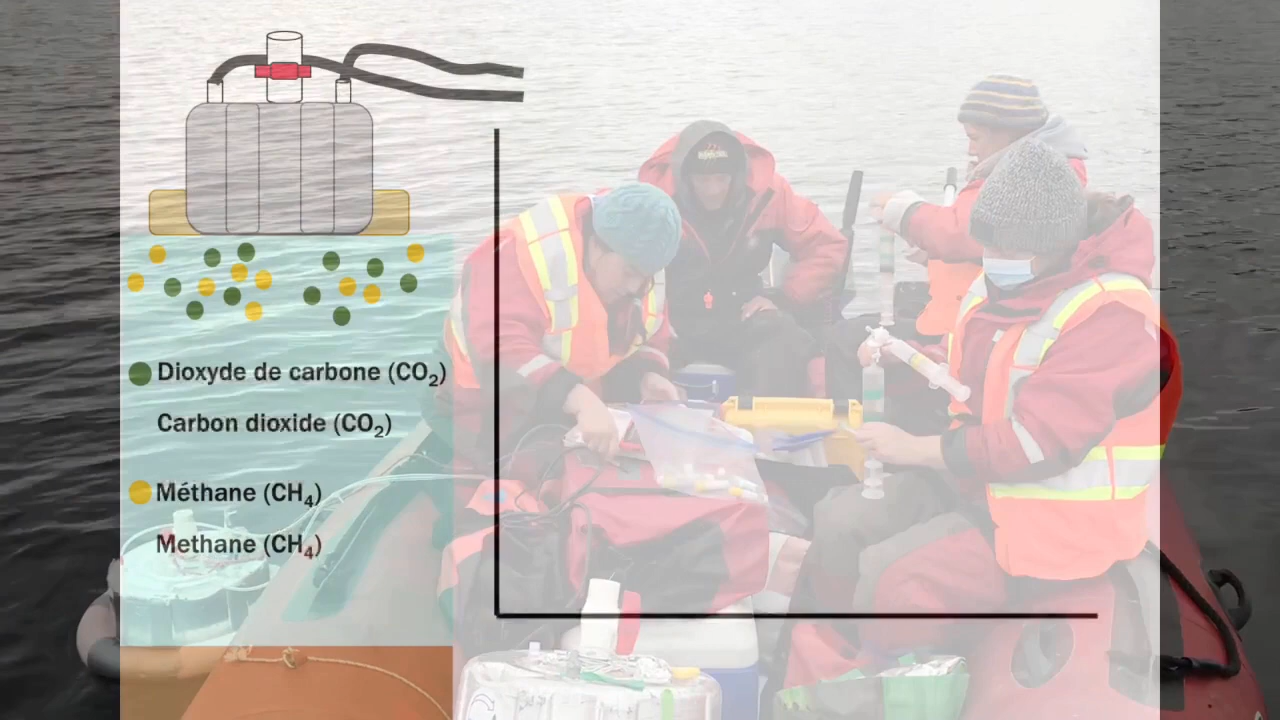 Dioxyde de carbone (CO₂)
Carbon dioxide (CO₂)
Méthane (CH₄)
Methane (CH₄)